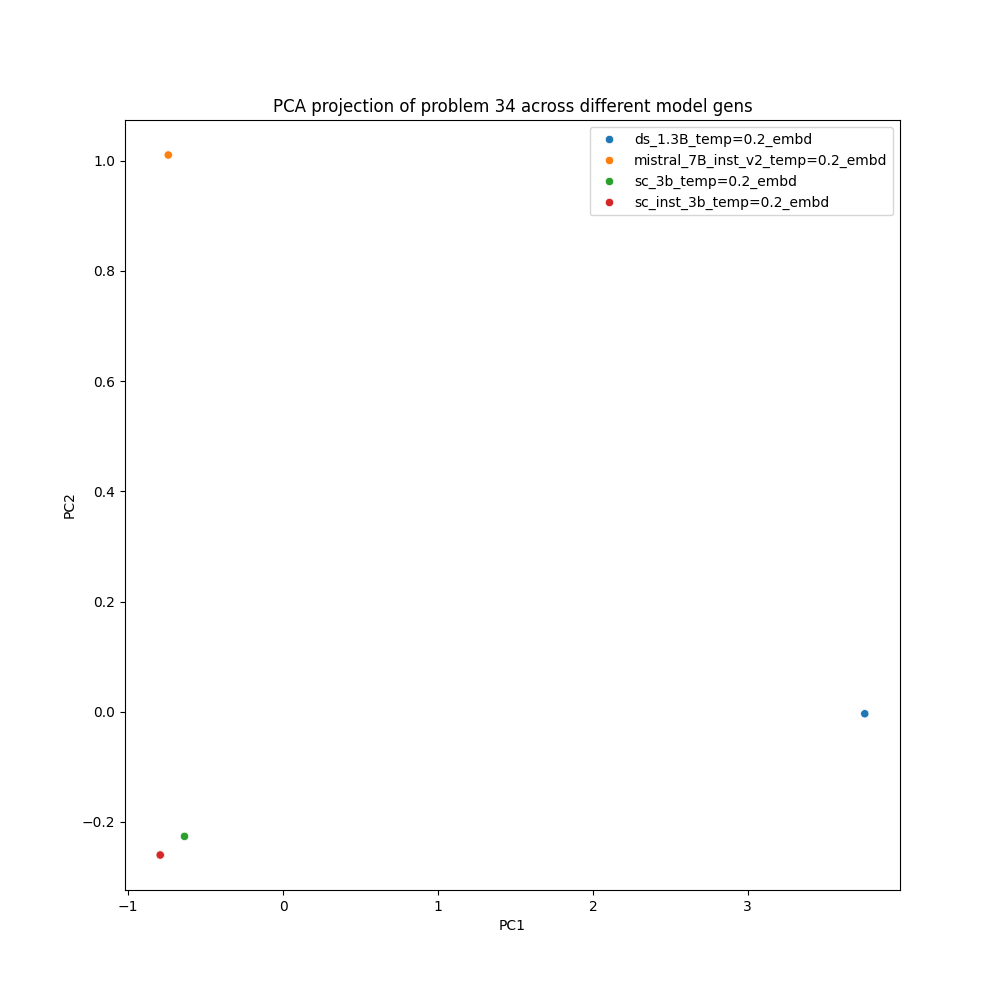 PCA projection of problem 34 across different model gens
ds_1.3B_temp=0.2_embd
mistral_7B_inst_v2_temp=0.2_embd
sc_3b_temp=0.2_embd
sc_inst_3b_temp=0.2_embd
1.0
0.8
0.6
0.4
0.2
0.0
−0.2
PC2
−1
0
1
2
3
PC1